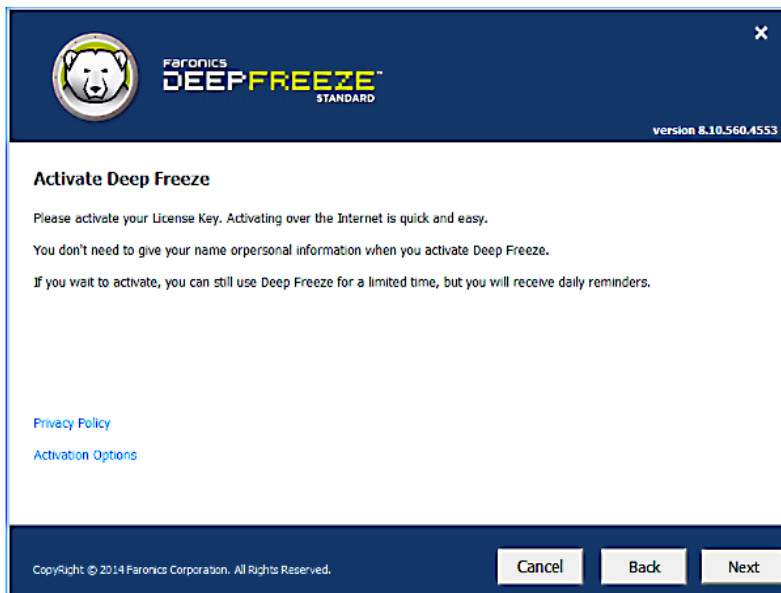 Faronics
DEEPFREEZE™
STANDARD
version 8.10.560.4553
Activate Deep Freeze
Please activate your License Key. Activating over the Internet is quick and easy.
You don't need to give your name orpersonal information when you activate Deep Freeze.
If you wait to activate, you can still use Deep Freeze for a limited time, but you will receive daily reminders.
Privacy Policy
Activation Options
CopyRight © 2014 Faronics Corporation. All Rights Reserved.
Cancel
Back
Next